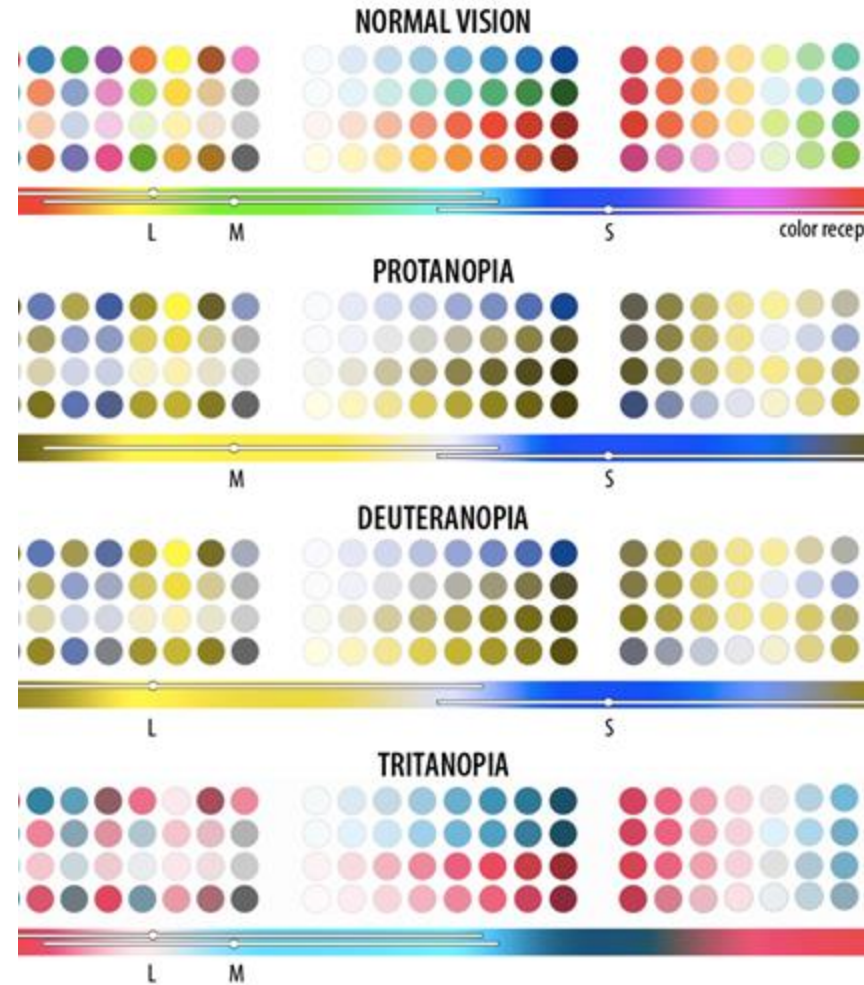 NORMAL VISION
L M S color recep
PROTANOPIA
M S
DEUTERANOPIA
L S
TRITANOPIA
L M